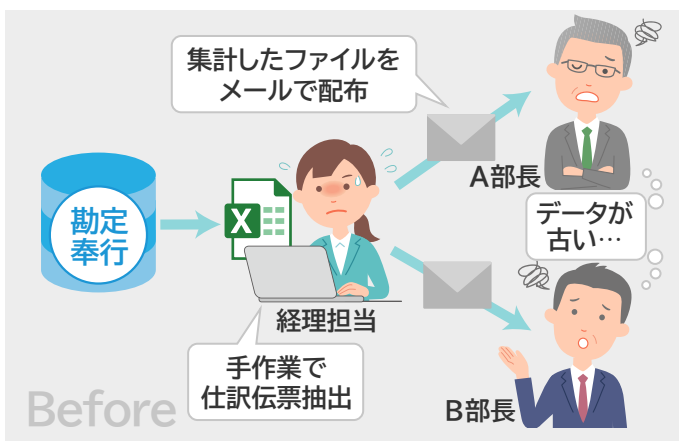 集計したファイルを
メールで配布
A部長
勘定
奉行
X
データが
古い…
経理担当
手作業で
仕訳伝票抽出
B部長
Before